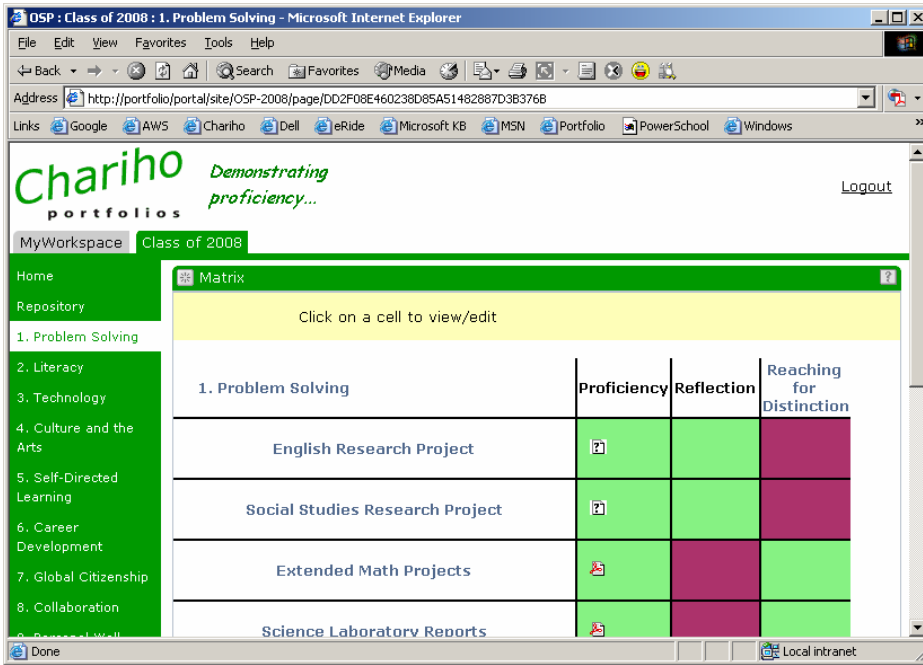 OSP : Class of 2008 : 1. Problem Solving - Microsoft Internet Explorer
File Edit View Favorites Tools Help
Back Search Favorites Media
Address http://portfolio/portal/site/OSP-2008/page/DD2F08E460238D85A51482887D3B376B
Links Google AWS Chariho Dell eRide Microsoft KB MSN Portfolio PowerSchool Windows »
Chariho
portfolios
Demonstrating
proficiency...
Logout
MyWorkspace Class of 2008
Home
Repository
1. Problem Solving
2. Literacy
3. Technology
4. Culture and the
Arts
5. Self-Directed
Learning
6. Career
Development
7. Global Citizenship
8. Collaboration
9. Personal Well
Matrix ?
Click on a cell to view/edit
1. Problem Solving Proficiency Reflection Reaching
for
Distinction
English Research Project
Social Studies Research Project
Extended Math Projects
Science Laboratory Reports
Done Local intranet